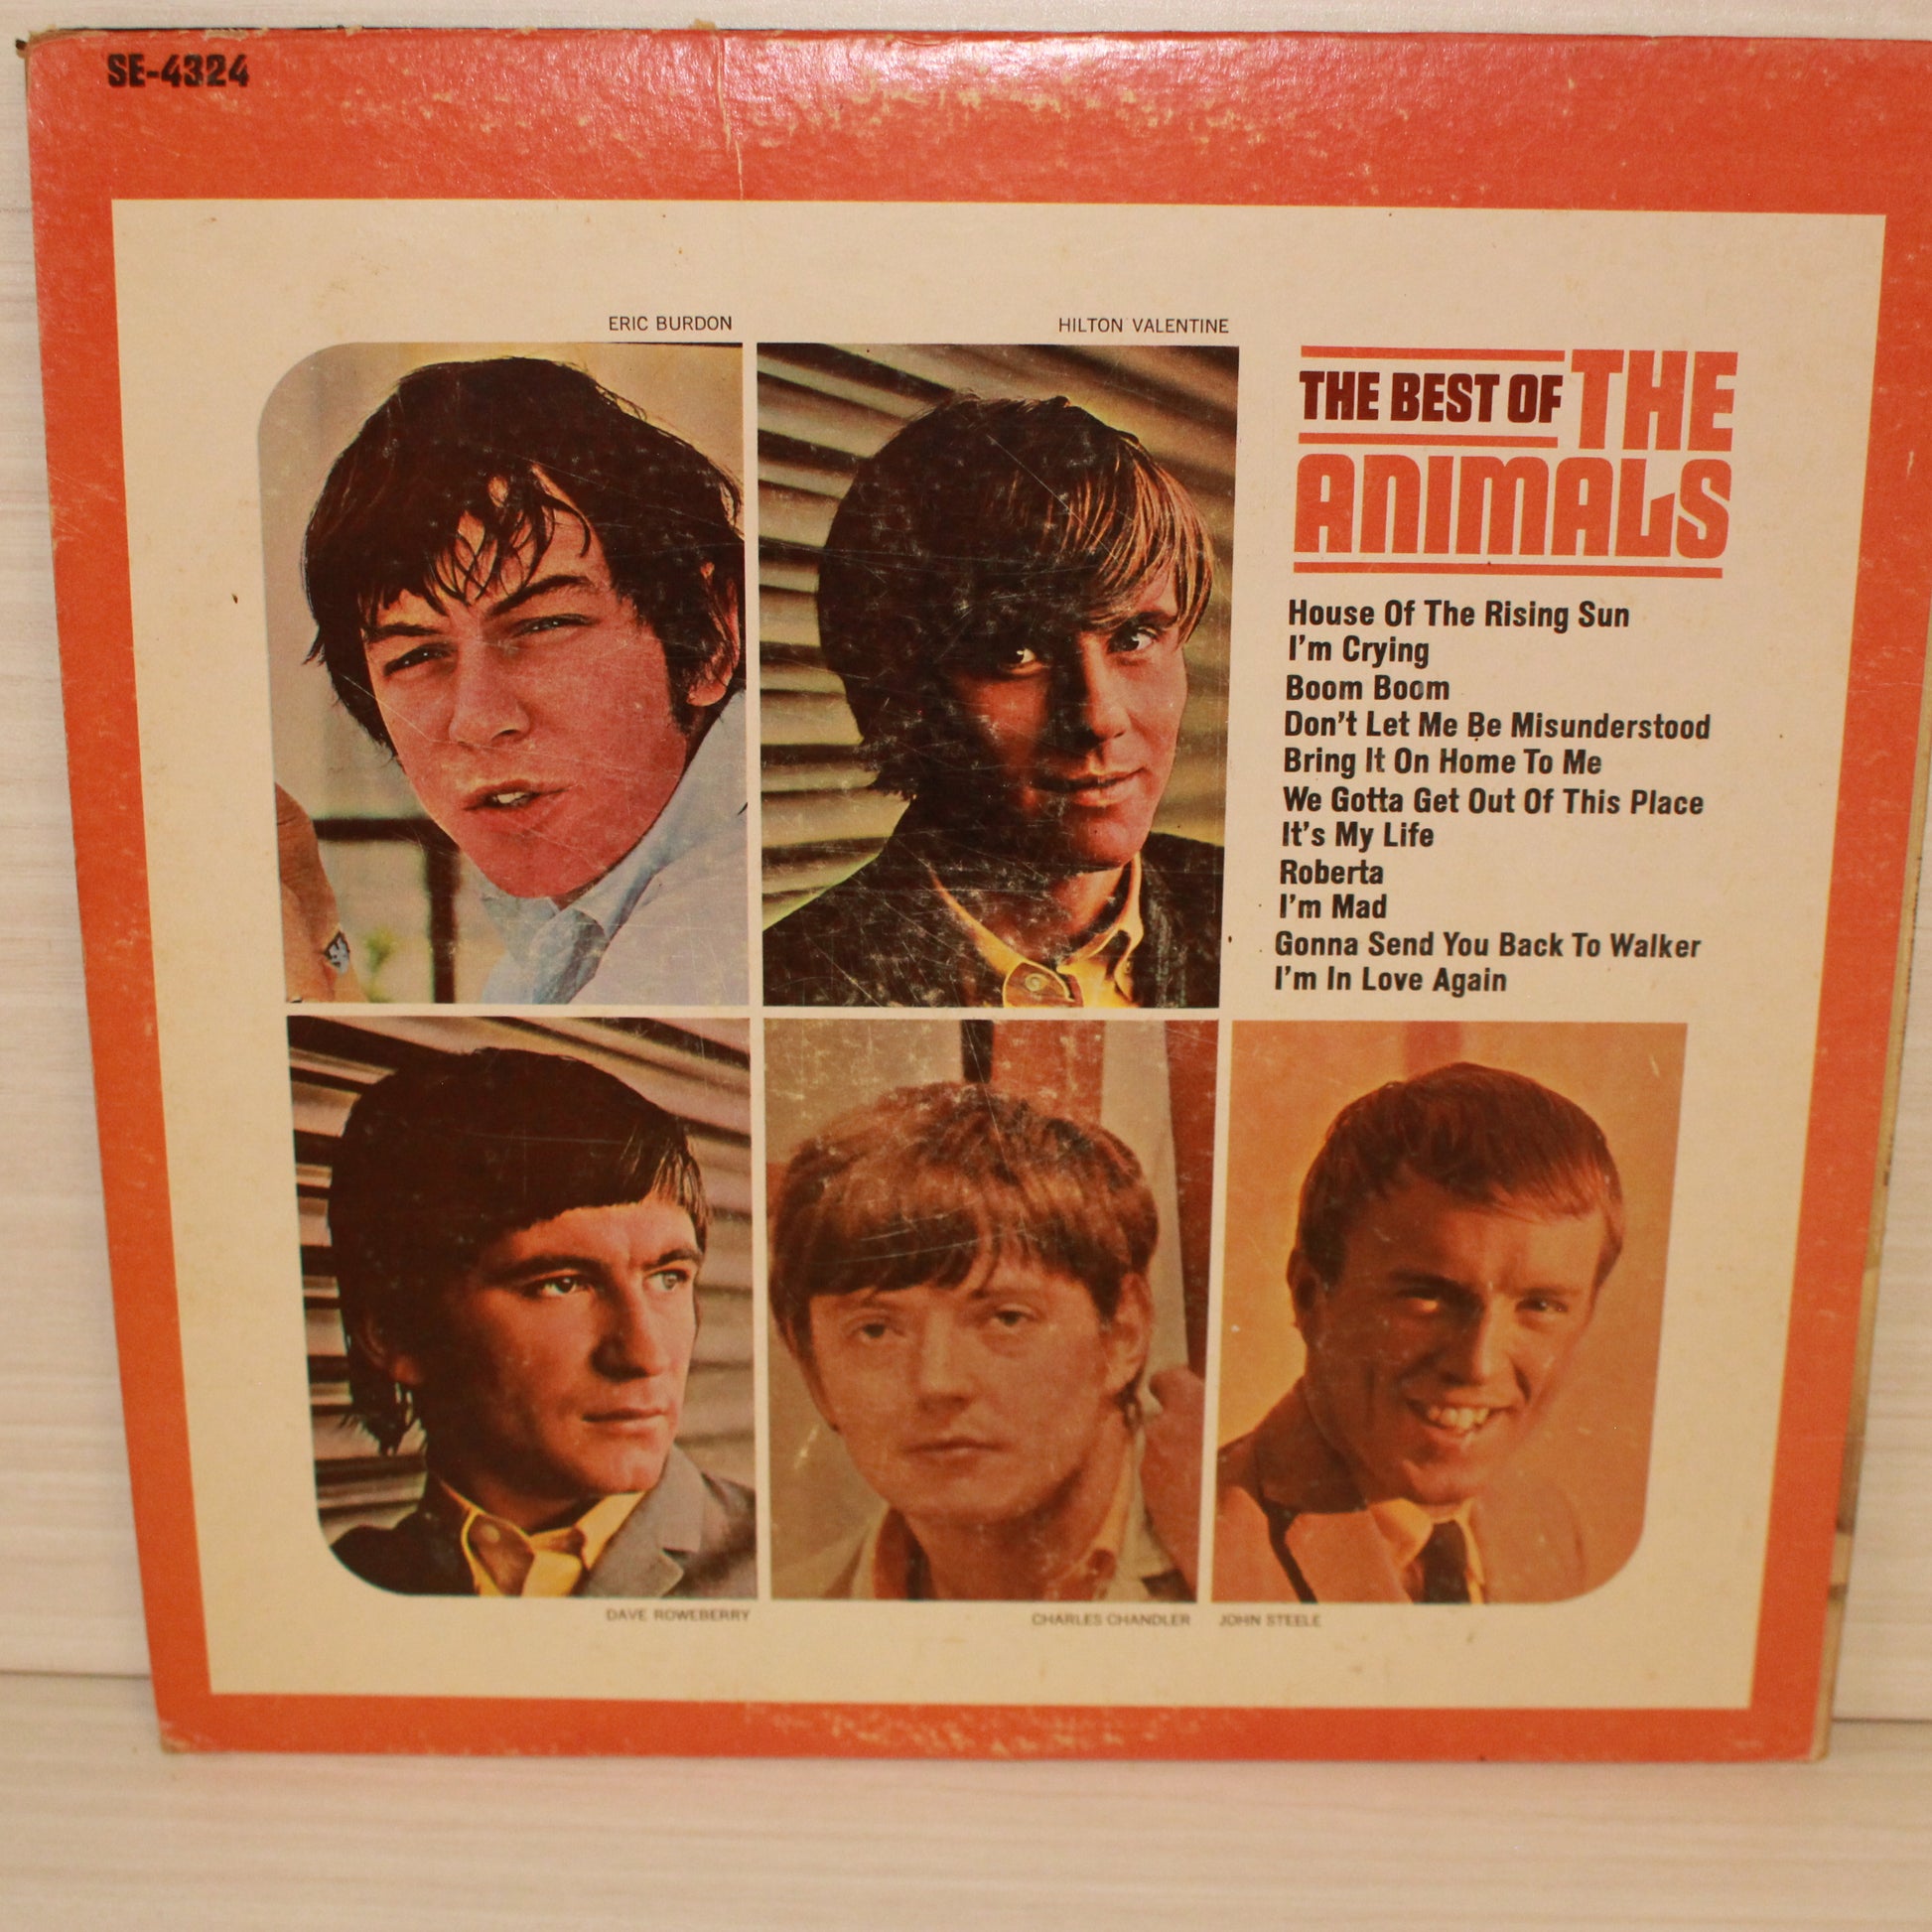 SE-4324
ERIC BURDON
HILTON VALENTINE
THE BEST OF THE
ANIMALS
House Of The Rising Sun
I'm Crying
Boom Boom
Don't Let Me Be Misunderstood
Bring It On Home To Me
We Gotta Get Out Of This Place
It's My Life
Roberta
I'm Mad
Gonna Send You Back To Walker
I'm In Love Again
DAVE ROWEBERRY
CHARLES CHANDLER
JOHN STEELE